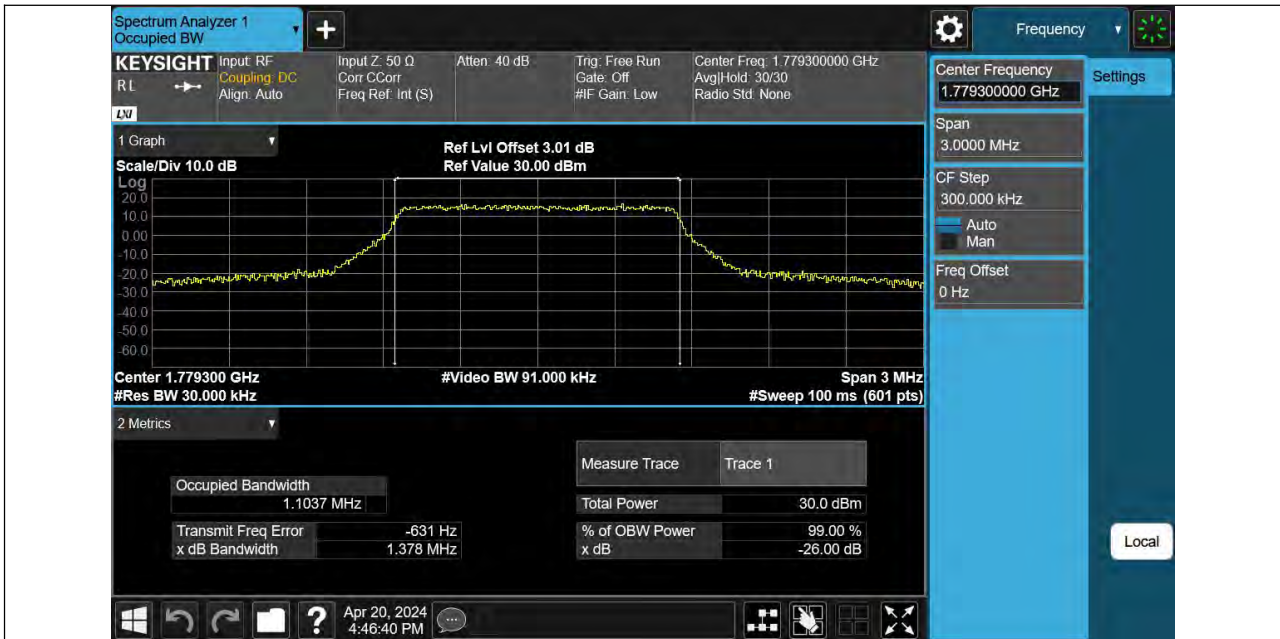 Spectrum Analyzer 1
Occupied BW
+
Frequency
KEYSIGHT
R L
LXI
Input: RF
Coupling: DC
Align: Auto
Input Z: 50 Ω
Corr CCorr
Freq Ref: Int (S)
Atten: 40 dB
Trig: Free Run
Gate: Off
#IF Gain: Low
Center Freq: 1.779300000 GHz
Avg|Hold: 30/30
Radio Std: None
Center Frequency
1.779300000 GHz
Settings
Span
3.0000 MHz
CF Step
300.000 kHz
Auto
Man
Freq Offset
0 Hz
Local
1 Graph
Scale/Div 10.0 dB
Ref Lvl Offset 3.01 dB
Ref Value 30.00 dBm
Log
20.0
10.0
0.00
-10.0
-20.0
-30.0
-40.0
-50.0
-60.0
Center 1.779300 GHz
#Video BW 91.000 kHz
Span 3 MHz
#Res BW 30.000 kHz
#Sweep 100 ms (601 pts)
2 Metrics
Measure Trace Trace 1
Occupied Bandwidth
1.1037 MHz
Total Power 30.0 dBm
Transmit Freq Error -631 Hz
% of OBW Power 99.00 %
x dB Bandwidth 1.378 MHz
x dB -26.00 dB
?
Apr 20, 2024
4:46:40 PM